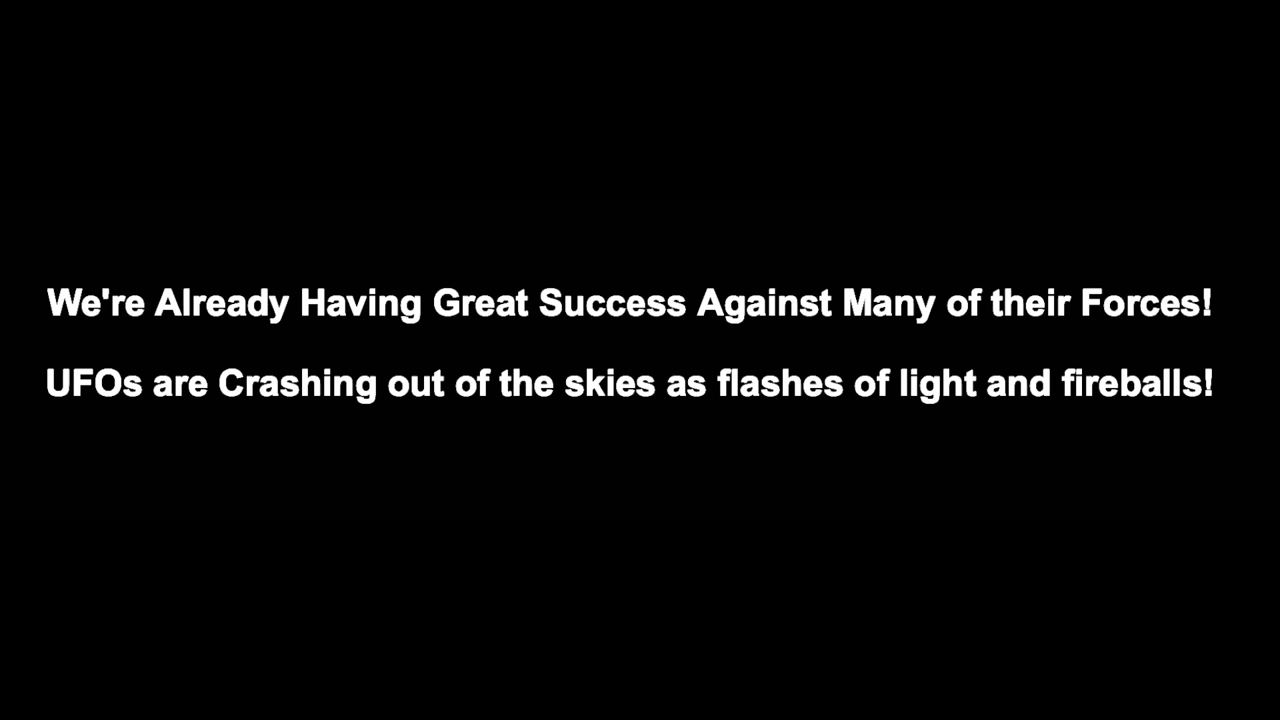 We're Already Having Great Success Against Many of their Forces!
UFOs are Crashing out of the skies as flashes of light and fireballs!